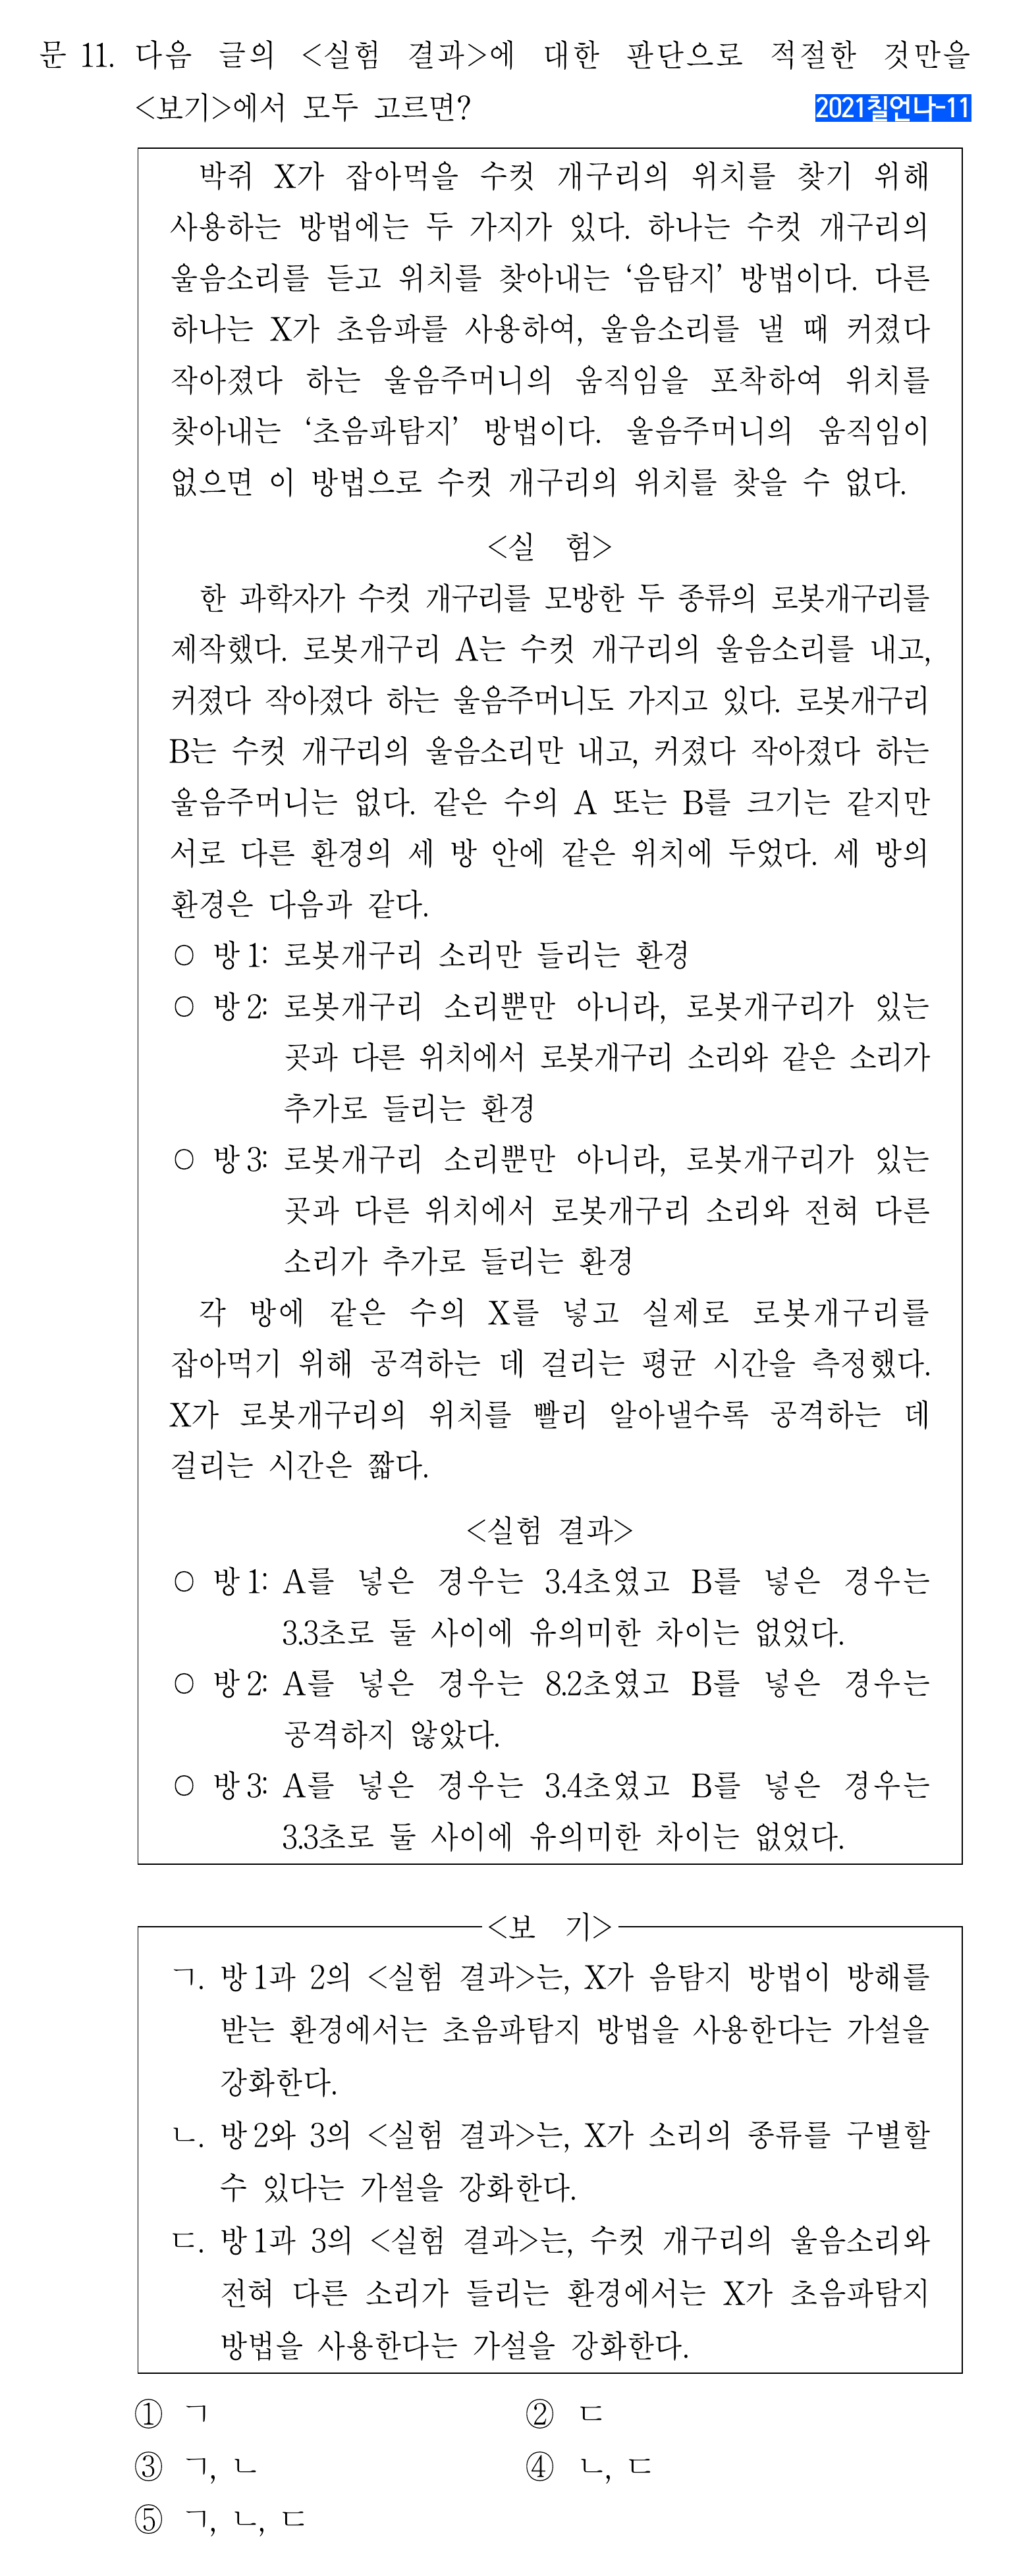 문 11. 다음 글의 <실험 결과>에 대한 판단으로 적절한 것만을
<보기>에서 모두 고르면?
2021칠언나-11
박쥐 X가 잡아먹을 수컷 개구리의 위치를 찾기 위해
사용하는 방법에는 두 가지가 있다. 하나는 수컷 개구리의
울음소리를 듣고 위치를 찾아내는 ‘음탐지’ 방법이다. 다른
하나는 X가 초음파를 사용하여, 울음소리를 낼 때 커졌다
작아졌다 하는 울음주머니의 움직임을 포착하여 위치를
찾아내는 ‘초음파탐지’ 방법이다. 울음주머니의 움직임이
없으면 이 방법으로 수컷 개구리의 위치를 찾을 수 없다.
<실 험>
한 과학자가 수컷 개구리를 모방한 두 종류의 로봇개구리를
제작했다. 로봇개구리 A는 수컷 개구리의 울음소리를 내고,
커졌다 작아졌다 하는 울음주머니도 가지고 있다. 로봇개구리
B는 수컷 개구리의 울음소리만 내고, 커졌다 작아졌다 하는
울음주머니는 없다. 같은 수의 A 또는 B를 크기는 같지만
서로 다른 환경의 세 방 안에 같은 위치에 두었다. 세 방의
환경은 다음과 같다.
○ 방 1: 로봇개구리 소리만 들리는 환경
○ 방 2: 로봇개구리 소리뿐만 아니라, 로봇개구리가 있는
곳과 다른 위치에서 로봇개구리 소리와 같은 소리가
추가로 들리는 환경
○ 방 3: 로봇개구리 소리뿐만 아니라, 로봇개구리가 있는
곳과 다른 위치에서 로봇개구리 소리와 전혀 다른
소리가 추가로 들리는 환경
각 방에 같은 수의 X를 넣고 실제로 로봇개구리를
잡아먹기 위해 공격하는 데 걸리는 평균 시간을 측정했다.
X가 로봇개구리의 위치를 빨리 알아낼수록 공격하는 데
걸리는 시간은 짧다.
<실험 결과>
○ 방 1: A를 넣은 경우는 3.4초였고 B를 넣은 경우는
3.3초로 둘 사이에 유의미한 차이는 없었다.
○ 방 2: A를 넣은 경우는 8.2초였고 B를 넣은 경우는
공격하지 않았다.
○ 방 3: A를 넣은 경우는 3.4초였고 B를 넣은 경우는
3.3초로 둘 사이에 유의미한 차이는 없었다.
<보 기>
ㄱ. 방 1과 2의 <실험 결과>는, X가 음탐지 방법이 방해를
받는 환경에서는 초음파탐지 방법을 사용한다는 가설을
강화한다.
ㄴ. 방 2와 3의 <실험 결과>는, X가 소리의 종류를 구별할
수 있다는 가설을 강화한다.
ㄷ. 방 1과 3의 <실험 결과>는, 수컷 개구리의 울음소리와
전혀 다른 소리가 들리는 환경에서는 X가 초음파탐지
방법을 사용한다는 가설을 강화한다.
① ㄱ ② ㄷ
③ ㄱ, ㄴ ④ ㄴ, ㄷ
⑤ ㄱ, ㄴ, ㄷ